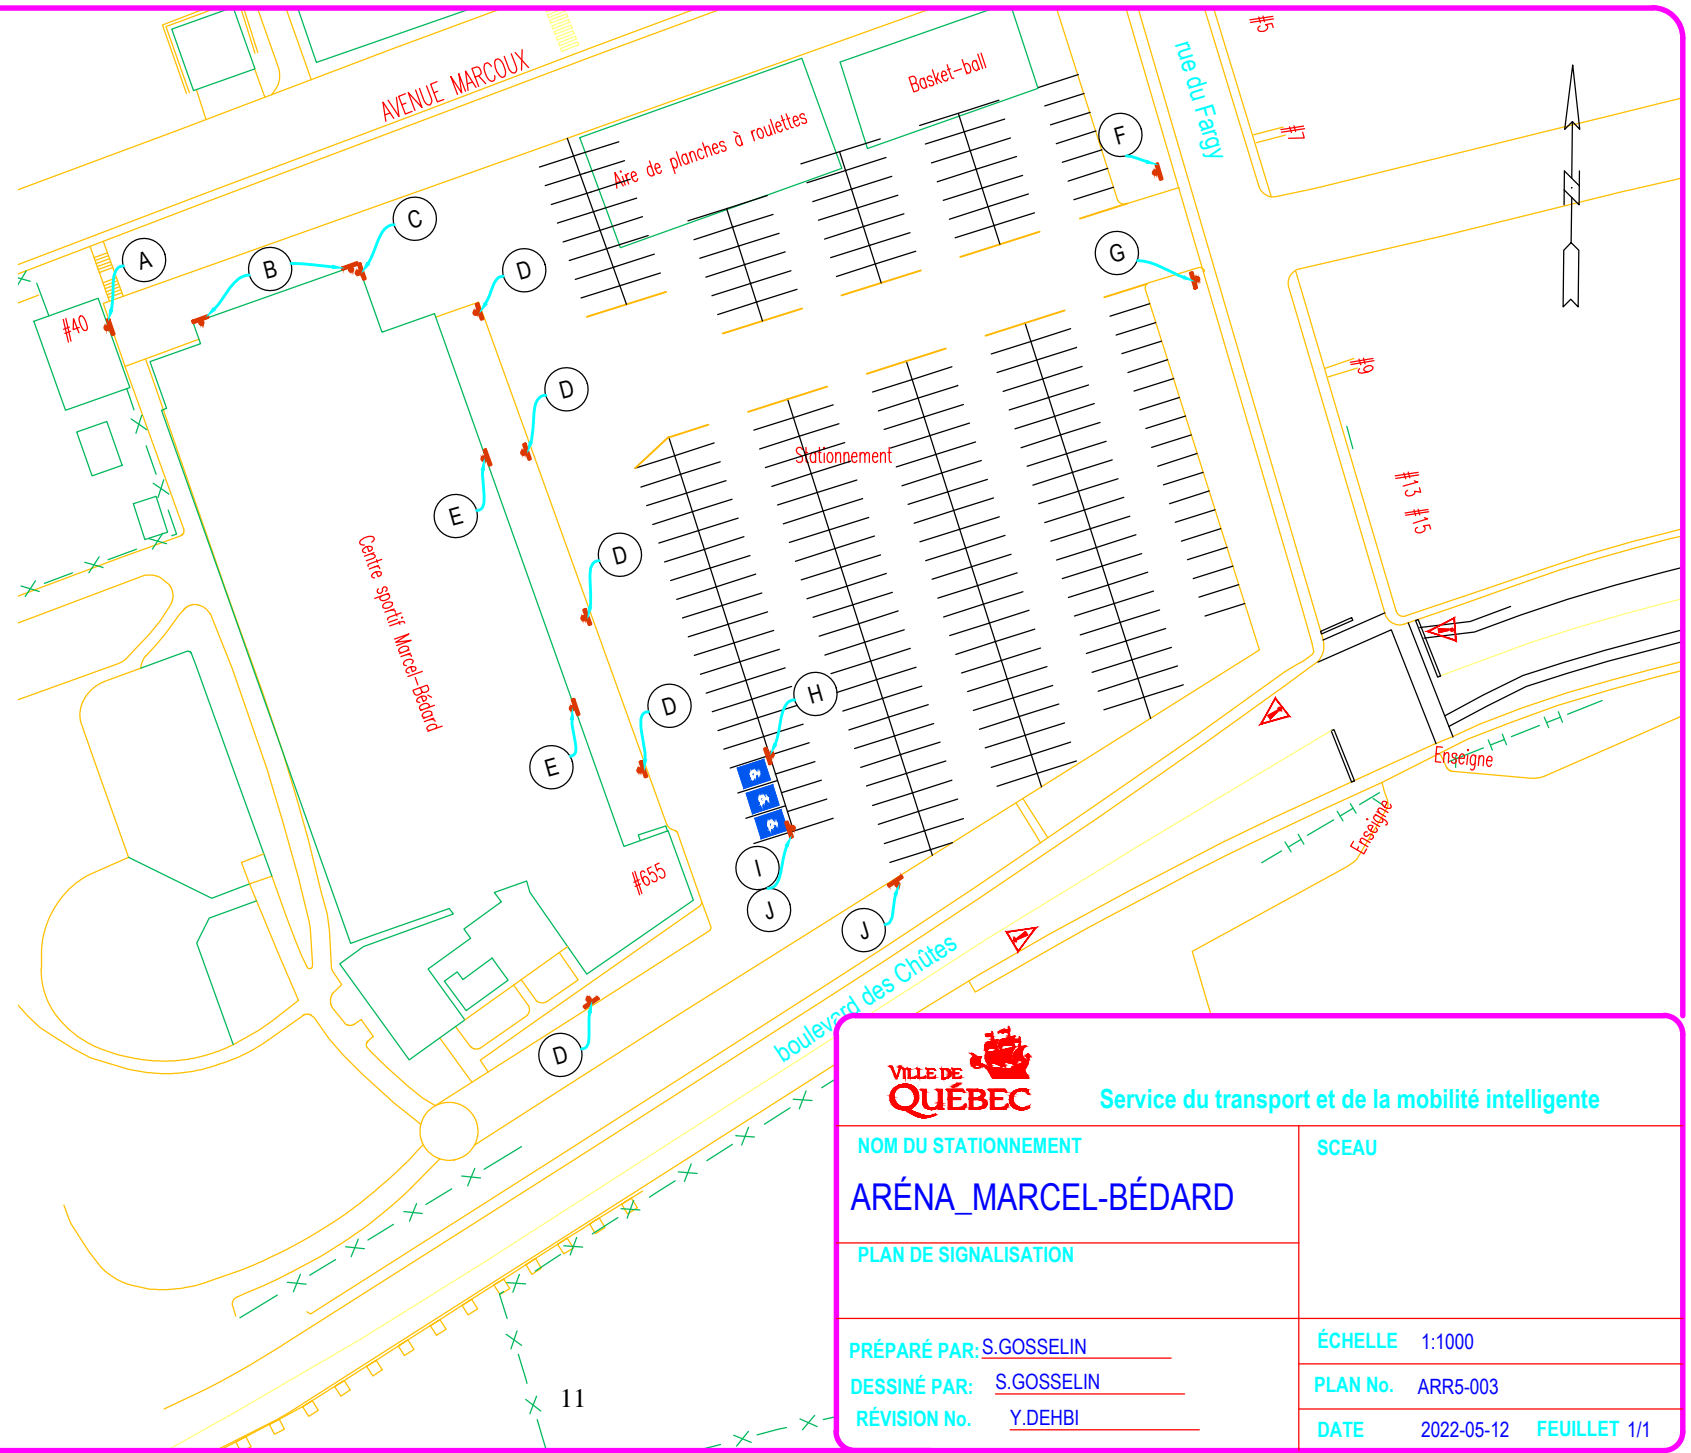 #5
AVENUE MARCOUX
Basket-ball
rue du Fargy
Aire de planches à roulettes
F
#7
C
A
B
D
G
N
#40
#9
D
Stationnement
#13 #15
E
Centre sportif Marcel-Bédard
D
H
D
E
Enseigne
Enseigne
I
J
#655
J
boulevard des Chûtes
D
VILLE DE
QUÉBEC
Service du transport et de la mobilité intelligente
NOM DU STATIONNEMENT
SCEAU
ARÉNA_MARCEL-BÉDARD
PLAN DE SIGNALISATION
PRÉPARÉ PAR: S.GOSSELIN
ÉCHELLE 1:1000
DESSINÉ PAR: S.GOSSELIN
PLAN No. ARR5-003
RÉVISION No. Y.DEHBI
DATE 2022-05-12 FEUILLET 1/1
11